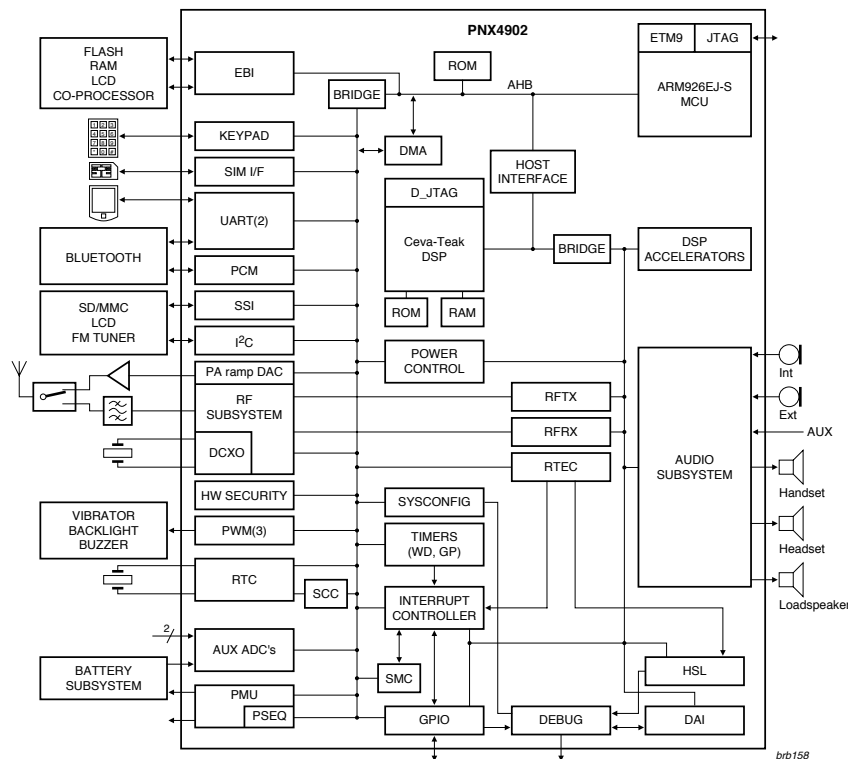 PNX4902
FLASH
RAM
LCD
CO-PROCESSOR
EBI
BRIDGE
ROM
AHB
ETM9
JTAG
ARM926EJ-S
MCU
KEYPAD
DMA
HOST
INTERFACE
SIM I/F
D_JTAG
UART(2)
Ceva-Teak
DSP
BRIDGE
DSP
ACCELERATORS
BLUETOOTH
PCM
SD/MMC
LCD
FM TUNER
SSI
ROM
RAM
I²C
POWER
CONTROL
Int
PA ramp DAC
RF
SUBSYSTEM
RFTX
Ext
RFRX
AUX
DCXO
RTEC
AUDIO
SUBSYSTEM
Handset
HW SECURITY
SYSCONFIG
VIBRATOR
BACKLIGHT
BUZZER
PWM(3)
TIMERS
(WD, GP)
Headset
RTC
SCC
INTERRUPT
CONTROLLER
Loadspeaker
2
AUX ADC's
BATTERY
SUBSYSTEM
SMC
HSL
PMU
PSEQ
GPIO
DEBUG
DAI
brb158